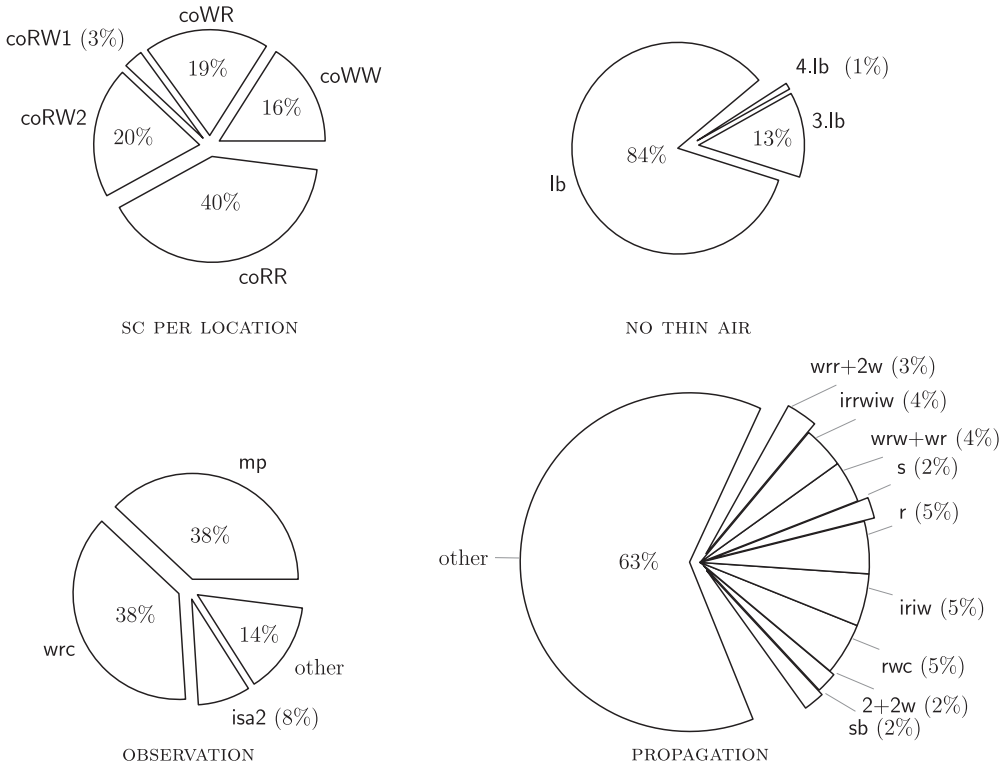 coWR
coRW1 (3%)
19%
coWW
16%
coRW2
20%
40%
coRR
SC PER LOCATION
4.lb (1%)
3.lb
13%
84%
lb
NO THIN AIR
mp
38%
38%
wrc
14%
other
isa2 (8%)
OBSERVATION
wrr+2w (3%)
irrwiw (4%)
wrw+wr (4%)
s (2%)
r (5%)
other
63%
iriw (5%)
rwc (5%)
2+2w (2%)
sb (2%)
PROPAGATION